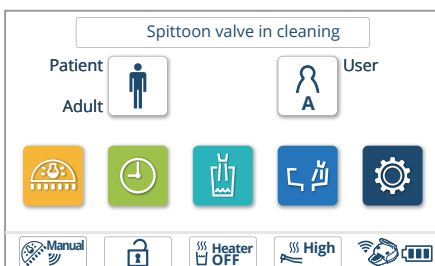 Spittoon valve in cleaning
Patient
User
Adult
A
Manual
Heater
OFF
High